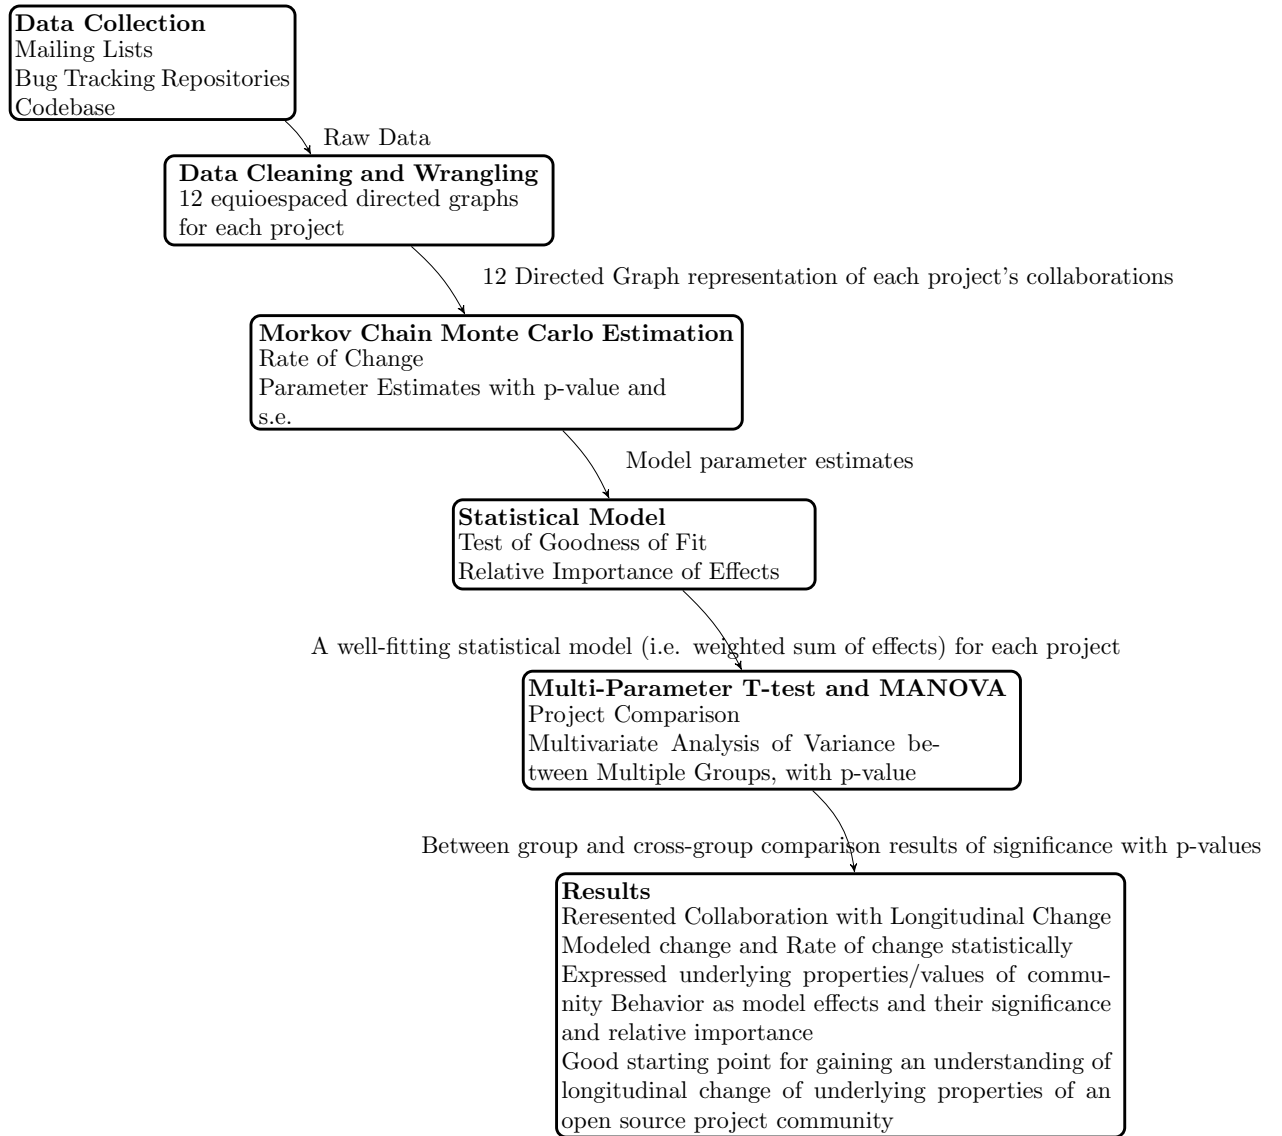 Data Collection
Mailing Lists
Bug Tracking Repositories
Codebase
Raw Data
Data Cleaning and Wrangling
12 equioespaced directed graphs
for each project
12 Directed Graph representation of each project's collaborations
Morkov Chain Monte Carlo Estimation
Rate of Change
Parameter Estimates with p-value and
s.e.
Model parameter estimates
Statistical Model
Test of Goodness of Fit
Relative Importance of Effects
A well-fitting statistical model (i.e. weighted sum of effects) for each project
Multi-Parameter T-test and MANOVA
Project Comparison
Multivariate Analysis of Variance be-
tween Multiple Groups, with p-value
Between group and cross-group comparison results of significance with p-values
Results
Reresented Collaboration with Longitudinal Change
Modeled change and Rate of change statistically
Expressed underlying properties/values of commu-
nity Behavior as model effects and their significance
and relative importance
Good starting point for gaining an understanding of
longitudinal change of underlying properties of an
open source project community